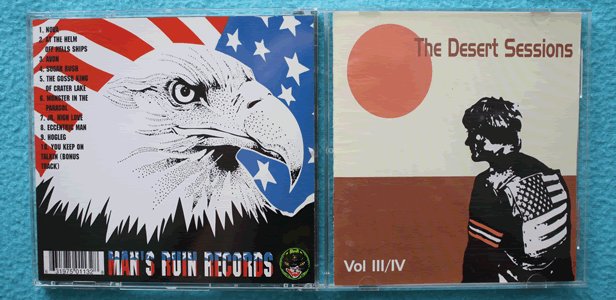 1. NOVA
2. AT THE HELM
OFF HELLS SHIPS
3. AVON
4. SUGAR RUSH
5. THE GOSSO KING
OF CRATER LAKE
6. MONSTER IN THE
PARASOL
7. JR. HIGH LOVE
8. ECCENTRIC MAN
9. HOGLEG
10. YOU KEEP ON
TALKIN (BONUS
TRACK)
MAN'S RUIN RECORDS
The Desert Sessions
Vol III/IV